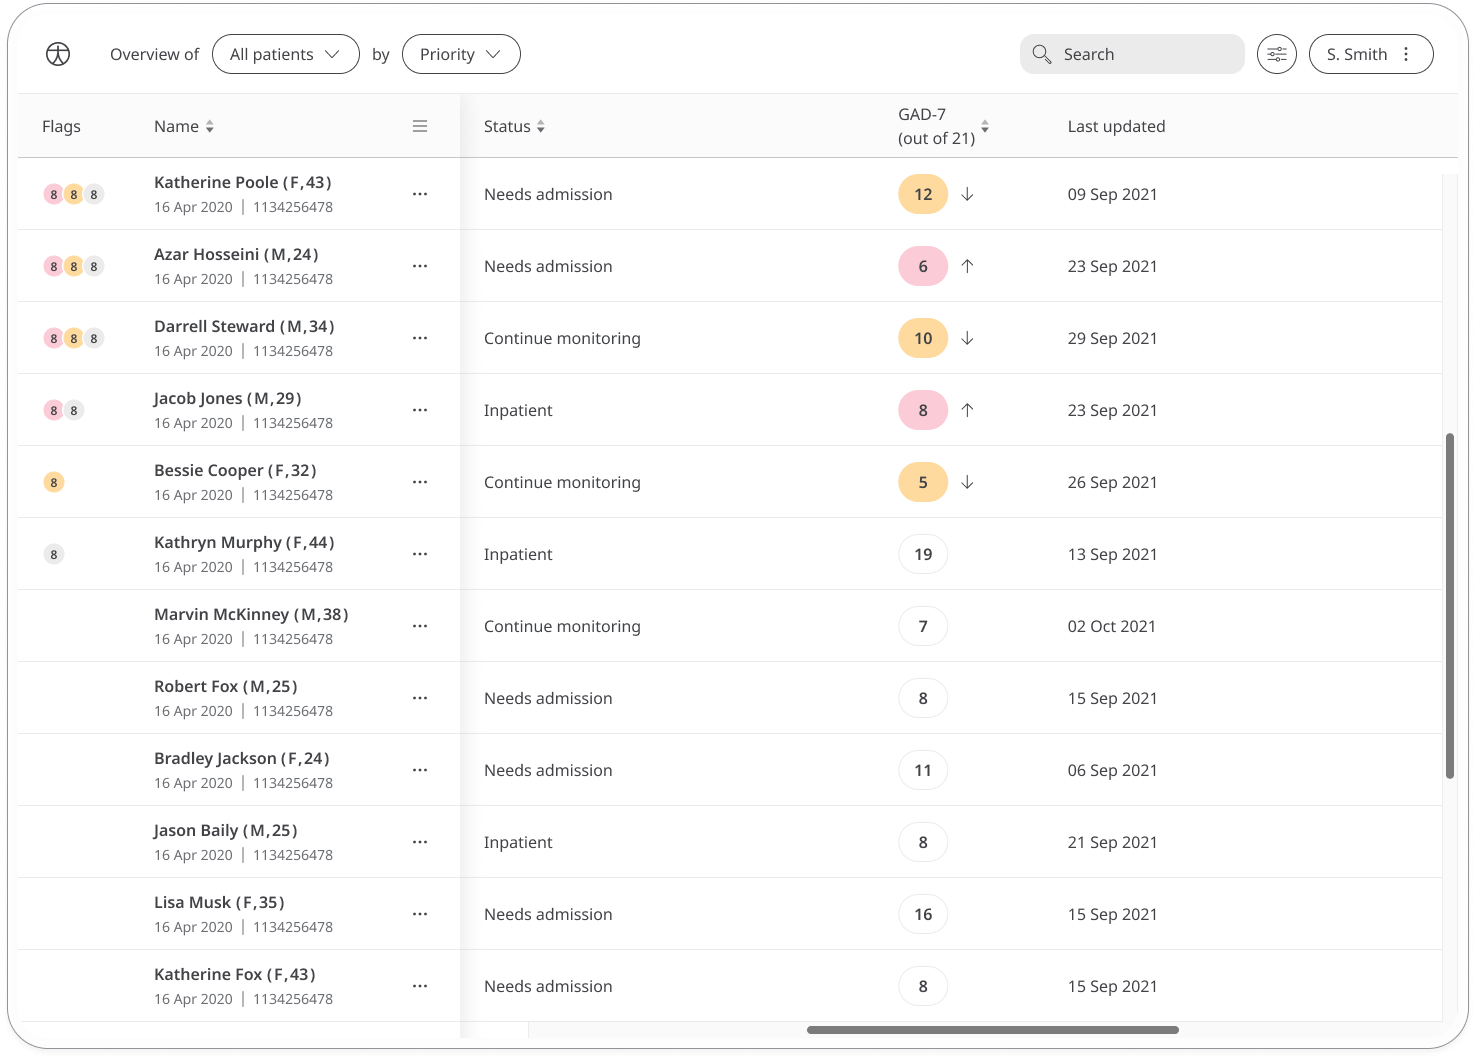 Overview of All patients by Priority Search S. Smith
Flags Name Status GAD-7 (out of 21) Last updated
8 8 8 Katherine Poole (F,43) Needs admission 12 09 Sep 2021
16 Apr 2020 | 1134256478
8 8 8 Azar Hosseini (M,24) Needs admission 6 23 Sep 2021
16 Apr 2020 | 1134256478
8 8 8 Darrell Steward (M,34) Continue monitoring 10 29 Sep 2021
16 Apr 2020 | 1134256478
8 8 Jacob Jones (M,29) Inpatient 8 23 Sep 2021
16 Apr 2020 | 1134256478
8 Bessie Cooper (F,32) Continue monitoring 5 26 Sep 2021
16 Apr 2020 | 1134256478
8 Kathryn Murphy (F,44) Inpatient 19 13 Sep 2021
16 Apr 2020 | 1134256478
Marvin McKinney (M,38) Continue monitoring 7 02 Oct 2021
16 Apr 2020 | 1134256478
Robert Fox (M,25) Needs admission 8 15 Sep 2021
16 Apr 2020 | 1134256478
Bradley Jackson (F,24) Needs admission 11 06 Sep 2021
16 Apr 2020 | 1134256478
Jason Baily (M,25) Inpatient 8 21 Sep 2021
16 Apr 2020 | 1134256478
Lisa Musk (F,35) Needs admission 16 15 Sep 2021
16 Apr 2020 | 1134256478
Katherine Fox (F,43) Needs admission 8 15 Sep 2021
16 Apr 2020 | 1134256478